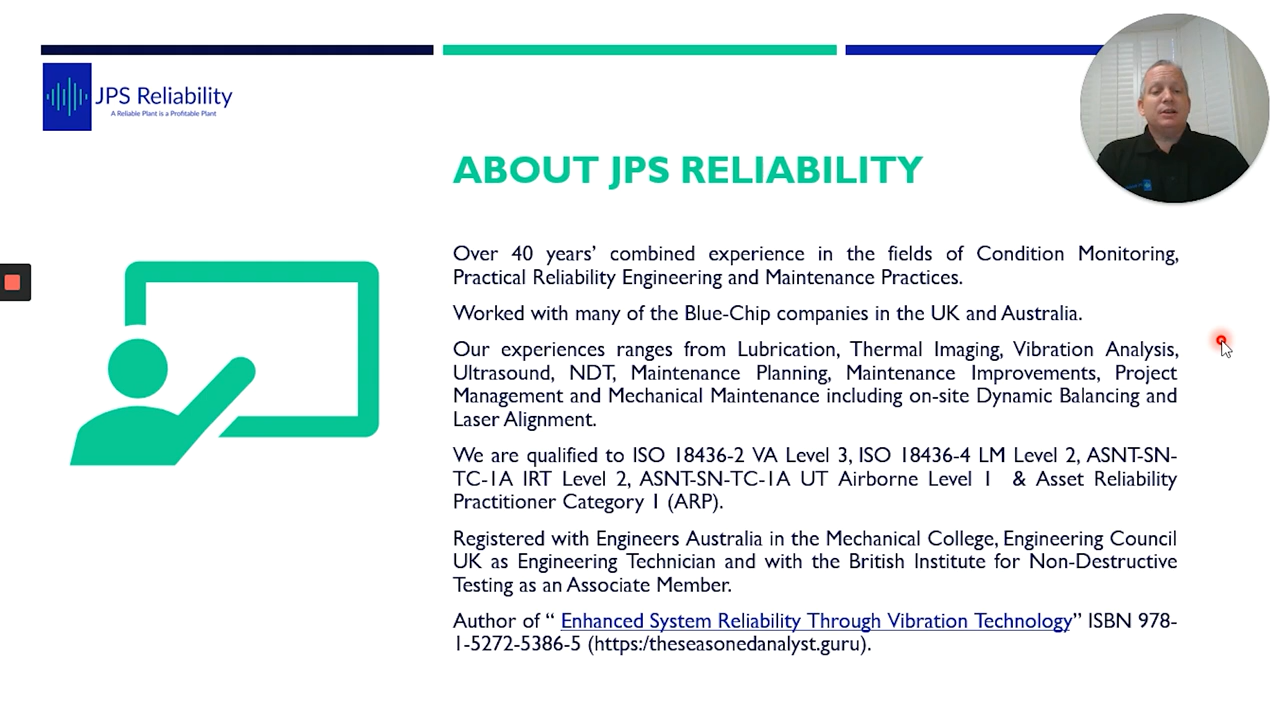 JPS Reliability
A Reliable Plant is a Profitable Plant
ABOUT JPS RELIABILITY
Over 40 years' combined experience in the fields of Condition Monitoring,
Practical Reliability Engineering and Maintenance Practices.
Worked with many of the Blue-Chip companies in the UK and Australia.
Our experiences ranges from Lubrication, Thermal Imaging, Vibration Analysis,
Ultrasound, NDT, Maintenance Planning, Maintenance Improvements, Project
Management and Mechanical Maintenance including on-site Dynamic Balancing and
Laser Alignment.
We are qualified to ISO 18436-2 VA Level 3, ISO 18436-4 LM Level 2, ASNT-SN-
TC-1A IRT Level 2, ASNT-SN-TC-1A UT Airborne Level 1 & Asset Reliability
Practitioner Category 1 (ARP).
Registered with Engineers Australia in the Mechanical College, Engineering Council
UK as Engineering Technician and with the British Institute for Non-Destructive
Testing as an Associate Member.
Author of “ Enhanced System Reliability Through Vibration Technology” ISBN 978-
1-5272-5386-5 (https:/theseasonedanalyst.guru).